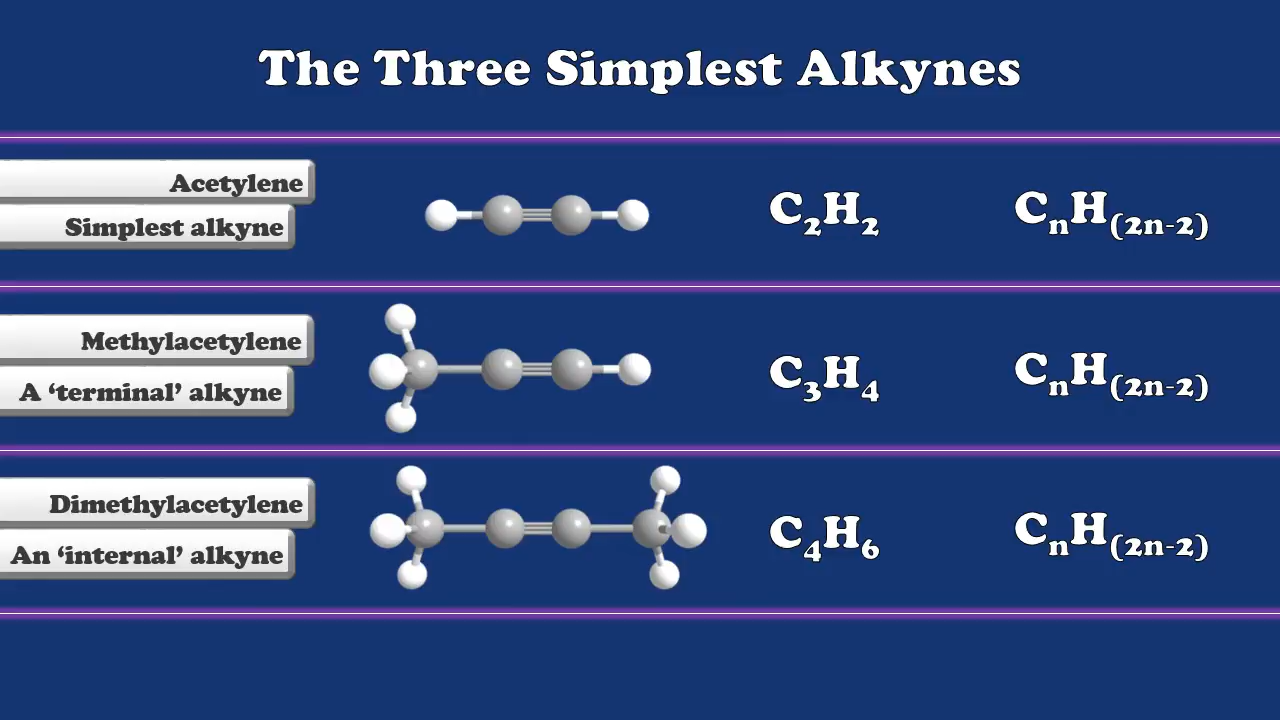 The Three Simplest Alkynes
Acetylene
Simplest alkyne
C₂H₂
CₙH₍₂ₙ₋₂₎
Methylacetylene
A ‘terminal’ alkyne
C₃H₄
CₙH₍₂ₙ₋₂₎
Dimethylacetylene
An ‘internal’ alkyne
C₄H₆
CₙH₍₂ₙ₋₂₎